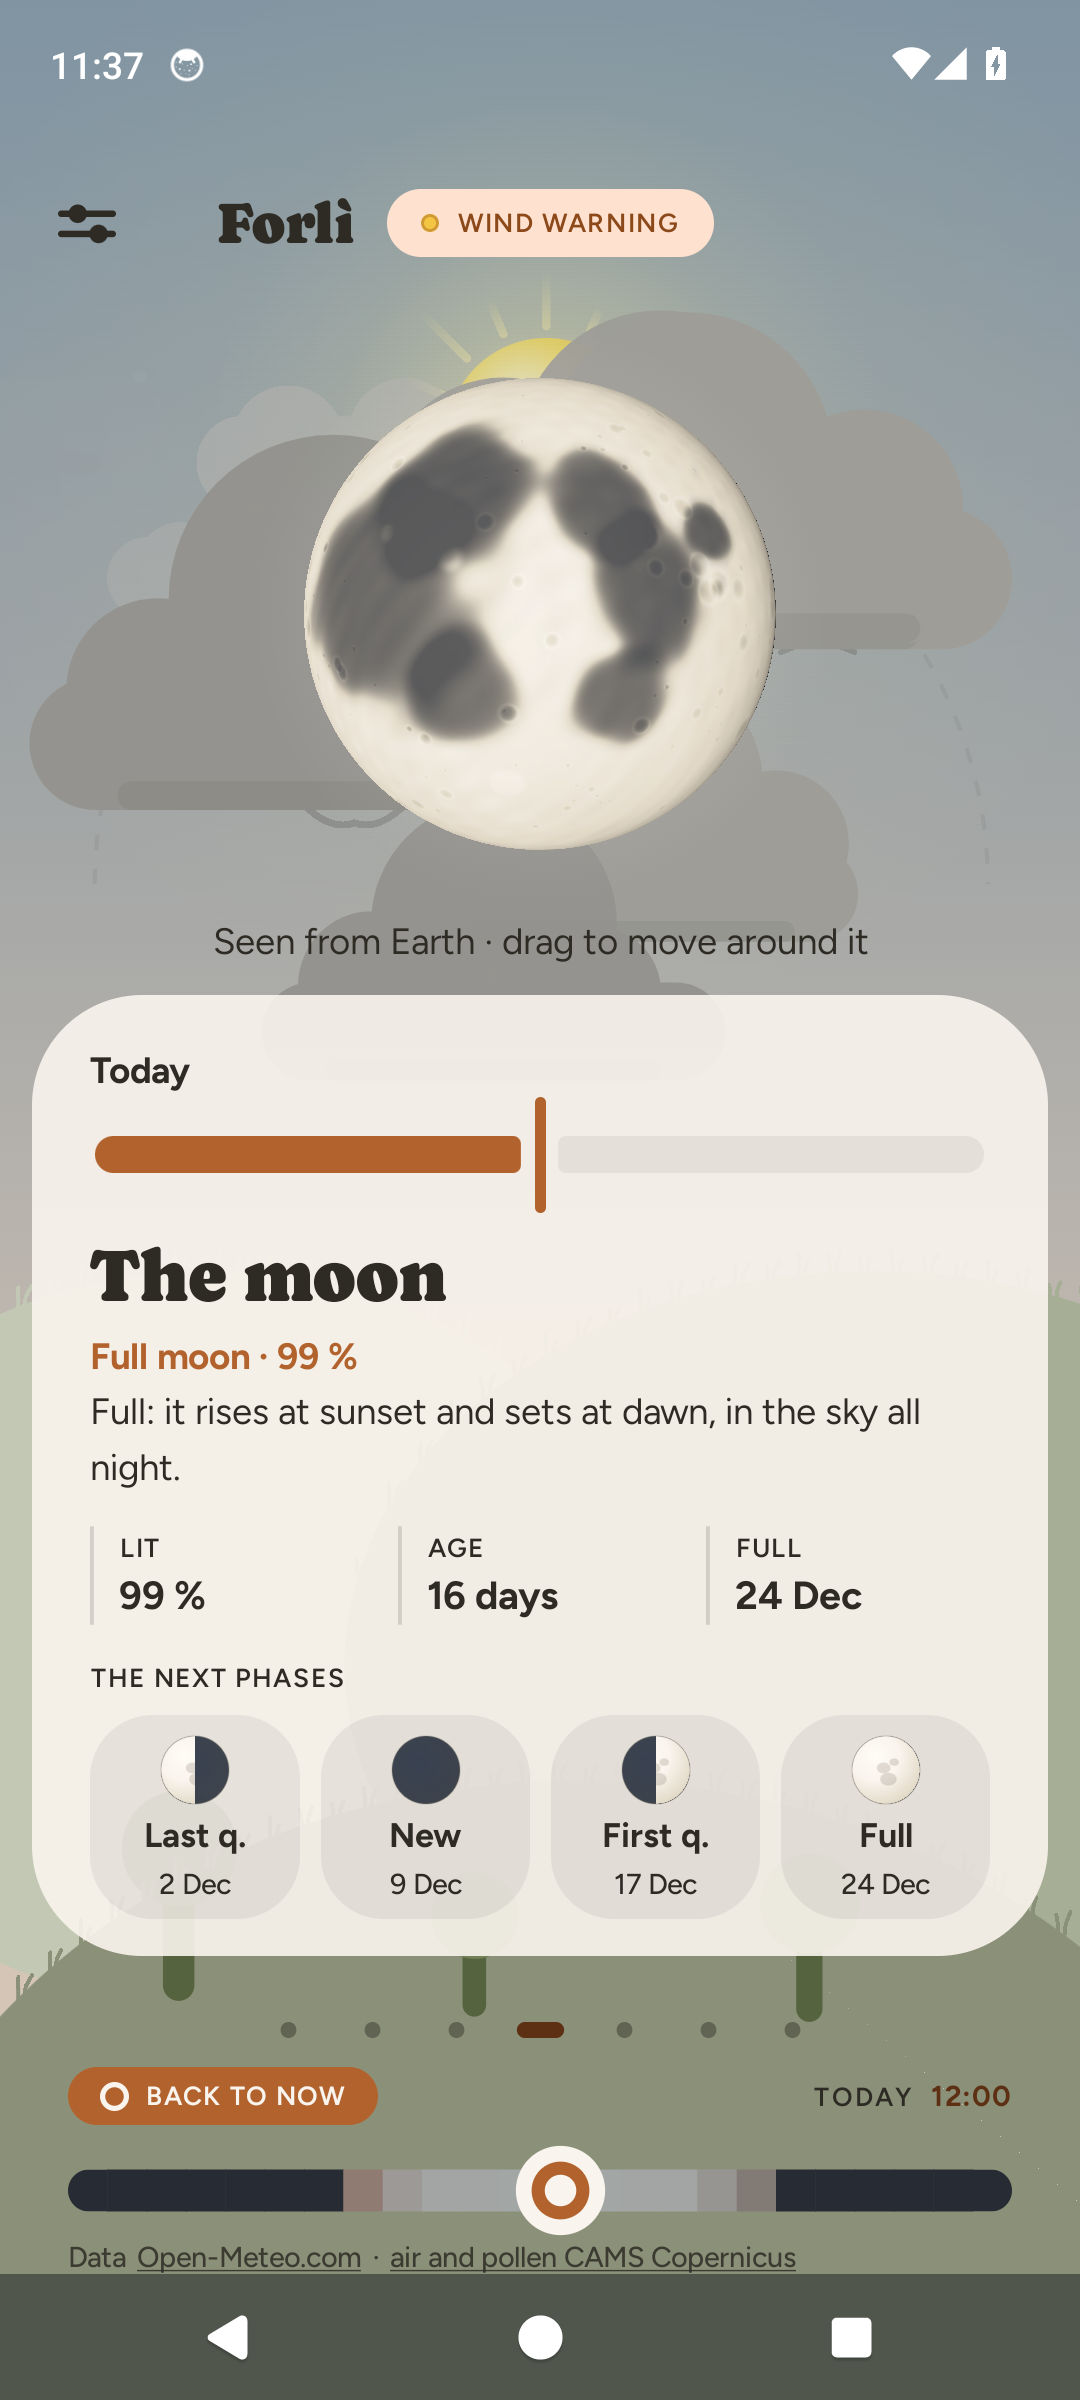 11:37
Forlì
WIND WARNING
Seen from Earth · drag to move around it
Today
The moon
Full moon · 99 %
Full: it rises at sunset and sets at dawn, in the sky all
night.
LIT
99 %
AGE
16 days
FULL
24 Dec
THE NEXT PHASES
Last q.
2 Dec
New
9 Dec
First q.
17 Dec
Full
24 Dec
BACK TO NOW
TODAY 12:00
Data Open-Meteo.com · air and pollen CAMS Copernicus